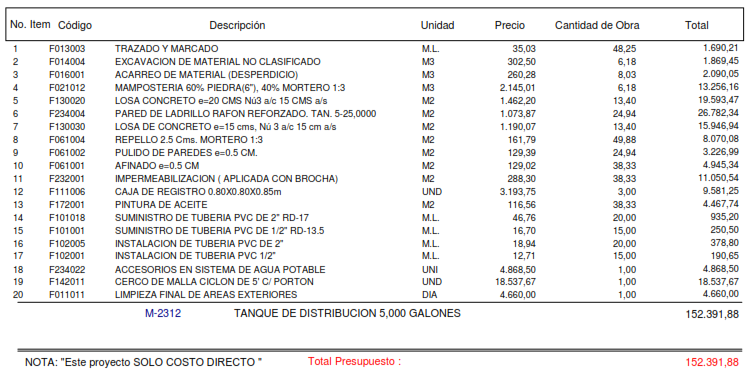 No. Item Código Descripción Unidad Precio Cantidad de Obra Total
1 F013003 TRAZADO Y MARCADO M.L. 35,03 48,25 1.690,21
2 F014004 EXCAVACION DE MATERIAL NO CLASIFICADO M3 302,50 6,18 1.869,45
3 F016001 ACARREO DE MATERIAL (DESPERDICIO) M3 260,28 8,03 2.090,05
4 F021012 MAMPOSTERIA 60% PIEDRA(6"), 40% MORTERO 1:3 M3 2.145,01 6,18 13.256,16
5 F130020 LOSA CONCRETO e=20 CMS Nú3 a/c 15 CMS a/s M2 1.462,20 13,40 19.593,47
6 F234004 PARED DE LADRILLO RAFON REFORZADO. TAN. 5-25,0000 M2 1.073,87 24,94 26.782,34
7 F130030 LOSA DE CONCRETO e=15 cms, Nú 3 a/c 15 cm a/s M2 1.190,07 13,40 15.946,94
8 F061004 REPELLO 2.5 Cms. MORTERO 1:3 M2 161,79 49,88 8.070,08
9 F061002 PULIDO DE PAREDES e=0.5 CM. M2 129,39 24,94 3.226,99
10 F061001 AFINADO e=0.5 CM M2 129,02 38,33 4.945,34
11 F232001 IMPERMEABILIZACION ( APLICADA CON BROCHA) M2 288,30 38,33 11.050,54
12 F111006 CAJA DE REGISTRO 0.80X0.80X0.85m UND 3.193,75 3,00 9.581,25
13 F172001 PINTURA DE ACEITE M2 116,56 38,33 4.467,74
14 F101018 SUMINISTRO DE TUBERIA PVC DE 2" RD-17 M.L. 46,76 20,00 935,20
15 F101001 SUMINISTRO DE TUBERIA PVC DE 1/2" RD-13.5 M.L. 16,70 15,00 250,50
16 F102005 INSTALACION DE TUBERIA PVC DE 2" M.L. 18,94 20,00 378,80
17 F102001 INSTALACION DE TUBERIA PVC 1/2" M.L. 12,71 15,00 190,65
18 F234022 ACCESORIOS EN SISTEMA DE AGUA POTABLE UNI 4.868,50 1,00 4.868,50
19 F142011 CERCO DE MALLA CICLON DE 5' C/ PORTON UND 18.537,67 1,00 18.537,67
20 F011011 LIMPIEZA FINAL DE AREAS EXTERIORES DIA 4.660,00 1,00 4.660,00
M-2312 TANQUE DE DISTRIBUCION 5,000 GALONES 152.391,88
NOTA: "Este proyecto SOLO COSTO DIRECTO " Total Presupuesto : 152.391,88